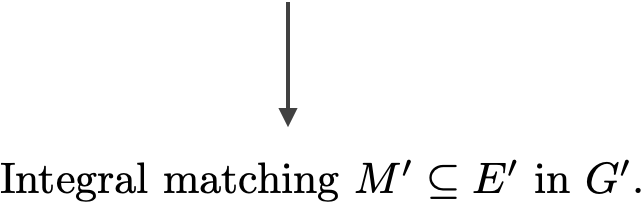 Integral matching M′ ⊆ E′ in G′.